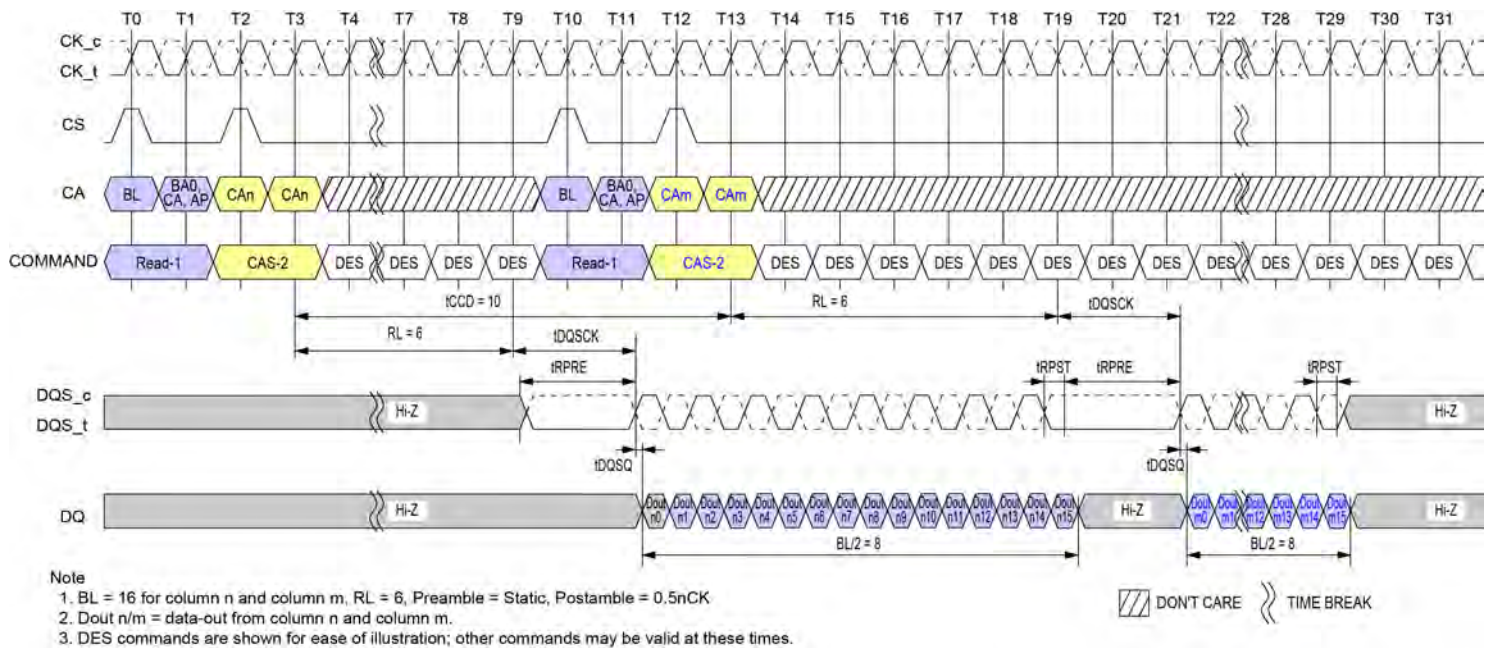 T0 T1 T2 T3 T4 T7 T8 T9 T10 T11 T12 T13 T14 T15 T16 T17 T18 T19 T20 T21 T22 T28 T29 T30 T31
CK_c
CK_t
CS
CA BL BA0, CA, AP CAn CAn BL BA0, CA, AP CAm CAm
COMMAND Read-1 CAS-2 DES DES DES DES Read-1 CAS-2 DES DES DES DES DES DES DES DES DES DES DES DES DES
tCCD = 10 RL = 6 tDQSCK
RL = 6 tDQSCK
tRPRE tRPST tRPRE tRPST
DQS_c
DQS_t
Hi-Z Hi-Z
tDQSQ tDQSQ
DQ Hi-Z Dout n0 Dout n1 Dout n2 Dout n3 Dout n4 Dout n5 Dout n6 Dout n7 Dout n8 Dout n9 Dout n10 Dout n11 Dout n12 Dout n13 Dout n14 Dout n15 Hi-Z Dout m0 Dout m1 Dout m12 Dout m13 Dout m14 Dout m15 Hi-Z
BL/2 = 8 BL/2 = 8
Note
1. BL = 16 for column n and column m, RL = 6, Preamble = Static, Postamble = 0.5nCK
2. Dout n/m = data-out from column n and column m.
3. DES commands are shown for ease of illustration; other commands may be valid at these times.
DON'T CARE TIME BREAK